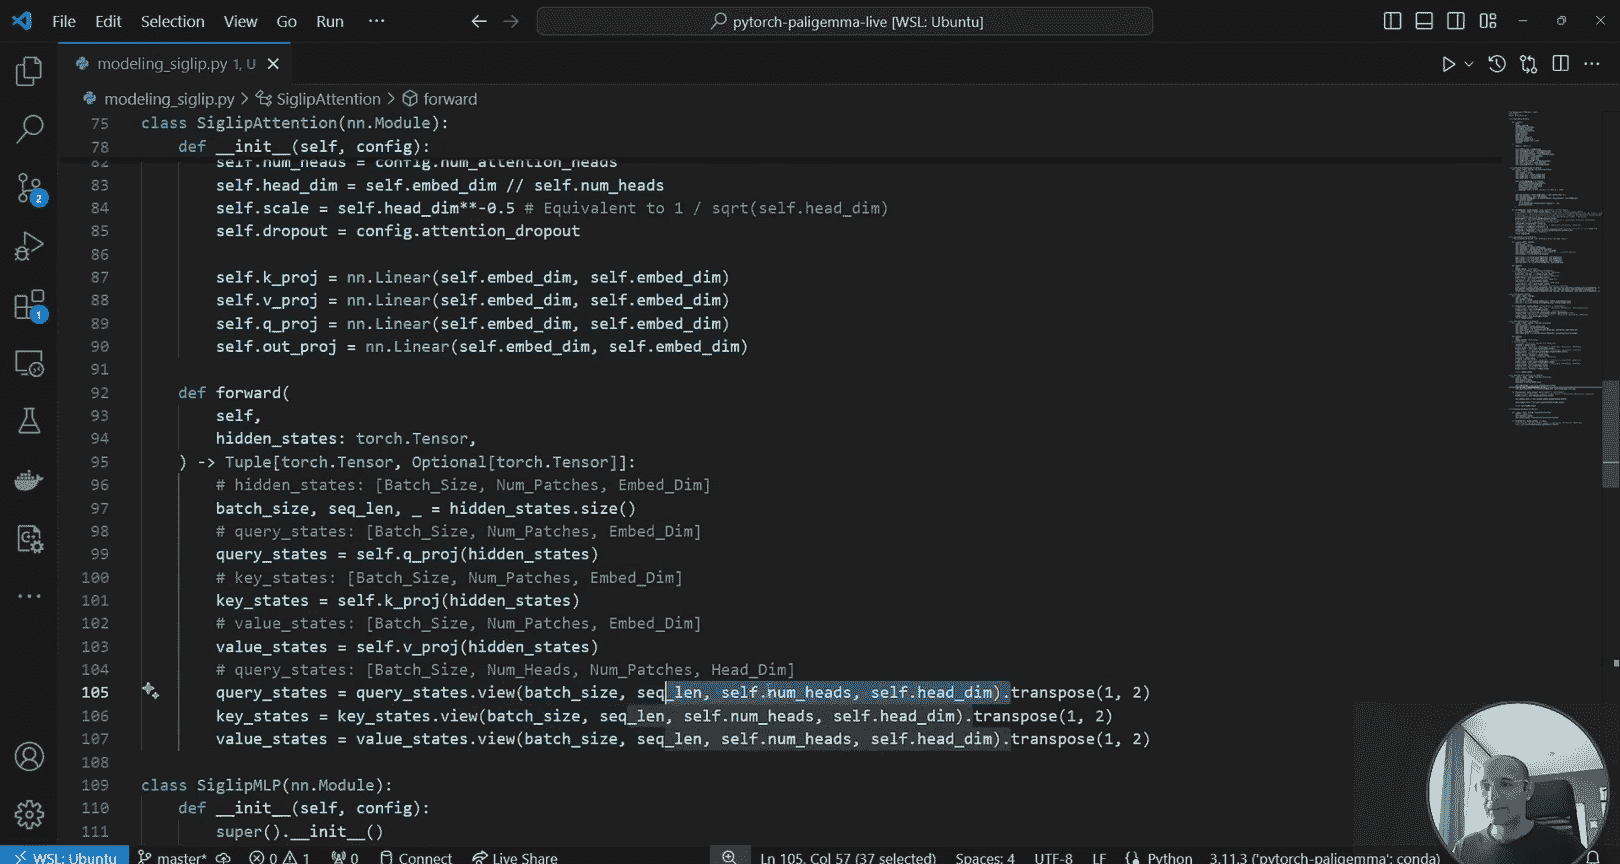 File Edit Selection View Go Run ···
pytorch-paligemma-live [WSL: Ubuntu]
modeling_siglip.py 1, U
modeling_siglip.py > SiglipAttention > forward
75 class SiglipAttention(nn.Module):
78 def __init__(self, config):
82 self.num_heads = config.num_attention_heads
83 self.head_dim = self.embed_dim // self.num_heads
84 self.scale = self.head_dim**-0.5 # Equivalent to 1 / sqrt(self.head_dim)
85 self.dropout = config.attention_dropout
86
87 self.k_proj = nn.Linear(self.embed_dim, self.embed_dim)
88 self.v_proj = nn.Linear(self.embed_dim, self.embed_dim)
89 self.q_proj = nn.Linear(self.embed_dim, self.embed_dim)
90 self.out_proj = nn.Linear(self.embed_dim, self.embed_dim)
91
92 def forward(
93 self,
94 hidden_states: torch.Tensor,
95 ) -> Tuple[torch.Tensor, Optional[torch.Tensor]]:
96 # hidden_states: [Batch_Size, Num_Patches, Embed_Dim]
97 batch_size, seq_len, _ = hidden_states.size()
98 # query_states: [Batch_Size, Num_Patches, Embed_Dim]
99 query_states = self.q_proj(hidden_states)
100 # key_states: [Batch_Size, Num_Patches, Embed_Dim]
101 key_states = self.k_proj(hidden_states)
102 # value_states: [Batch_Size, Num_Patches, Embed_Dim]
103 value_states = self.v_proj(hidden_states)
104 # query_states: [Batch_Size, Num_Heads, Num_Patches, Head_Dim]
105 query_states = query_states.view(batch_size, seq_len, self.num_heads, self.head_dim).transpose(1, 2)
106 key_states = key_states.view(batch_size, seq_len, self.num_heads, self.head_dim).transpose(1, 2)
107 value_states = value_states.view(batch_size, seq_len, self.num_heads, self.head_dim).transpose(1, 2)
108
109 class SiglipMLP(nn.Module):
110 def __init__(self, config):
111 super().__init__()
2
1
WSL: Ubuntu master* 0 1 0 Connect Live Share Ln 105, Col 57 (37 selected) Spaces: 4 UTF-8 LF Python 3.11.3 ('pytorch-paligemma': conda)